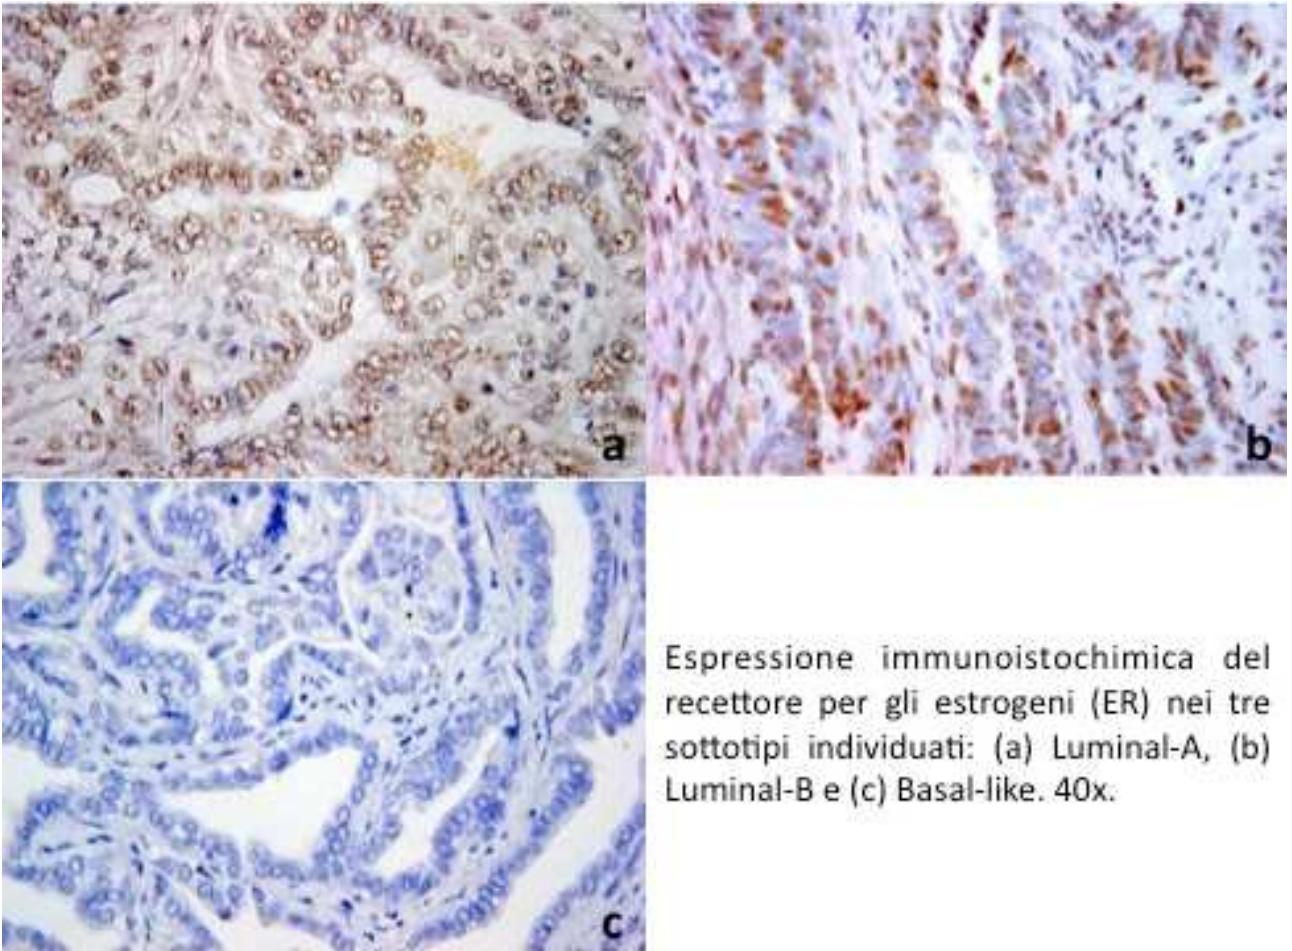 a
b
c
Espressione immunoistochimica del
recettore per gli estrogeni (ER) nei tre
sottotipi individuati: (a) Luminal-A, (b)
Luminal-B e (c) Basal-like. 40x.